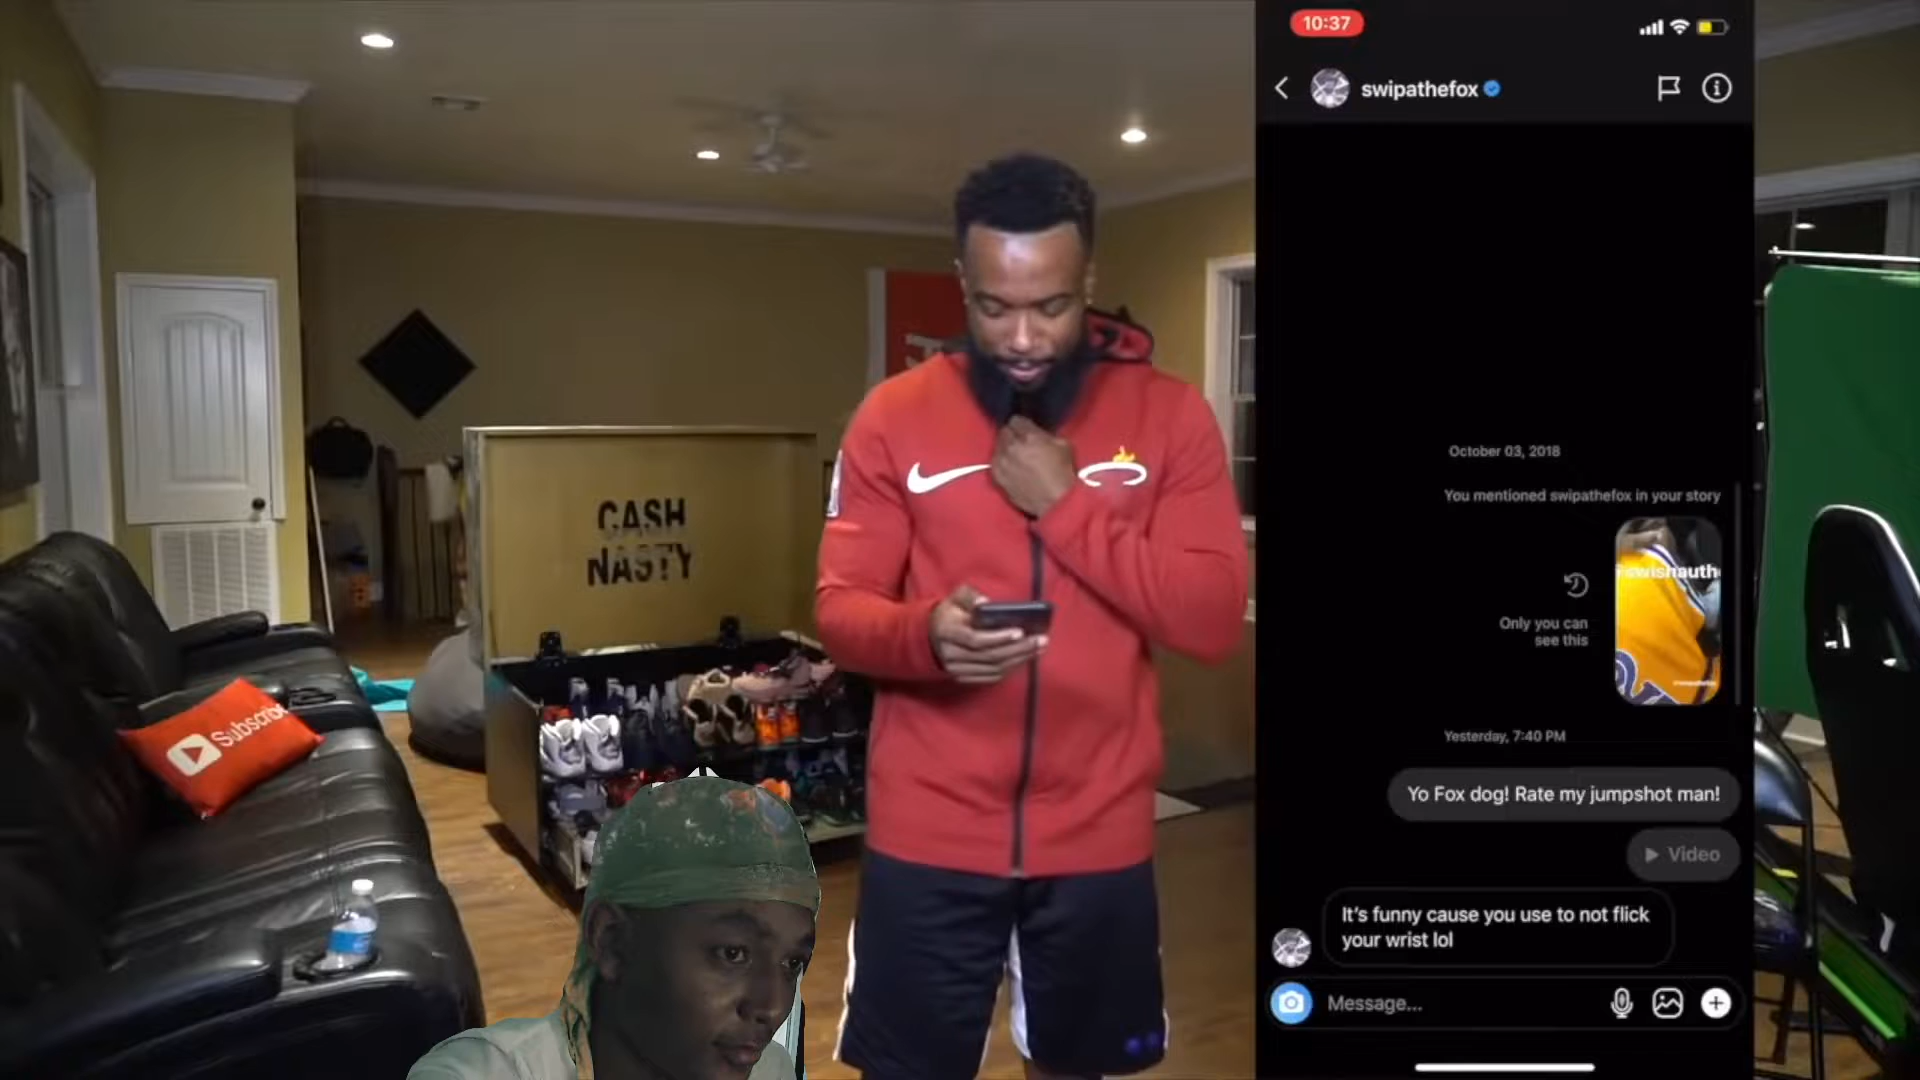 10:37
swipathefox
October 03, 2018
You mentioned swipathefox in your story
swishauth
Only you can
see this
Yesterday, 7:40 PM
Yo Fox dog! Rate my jumpshot man!
Video
It's funny cause you use to not flick
your wrist lol
Message...
CASH
NASTY
Subscribe